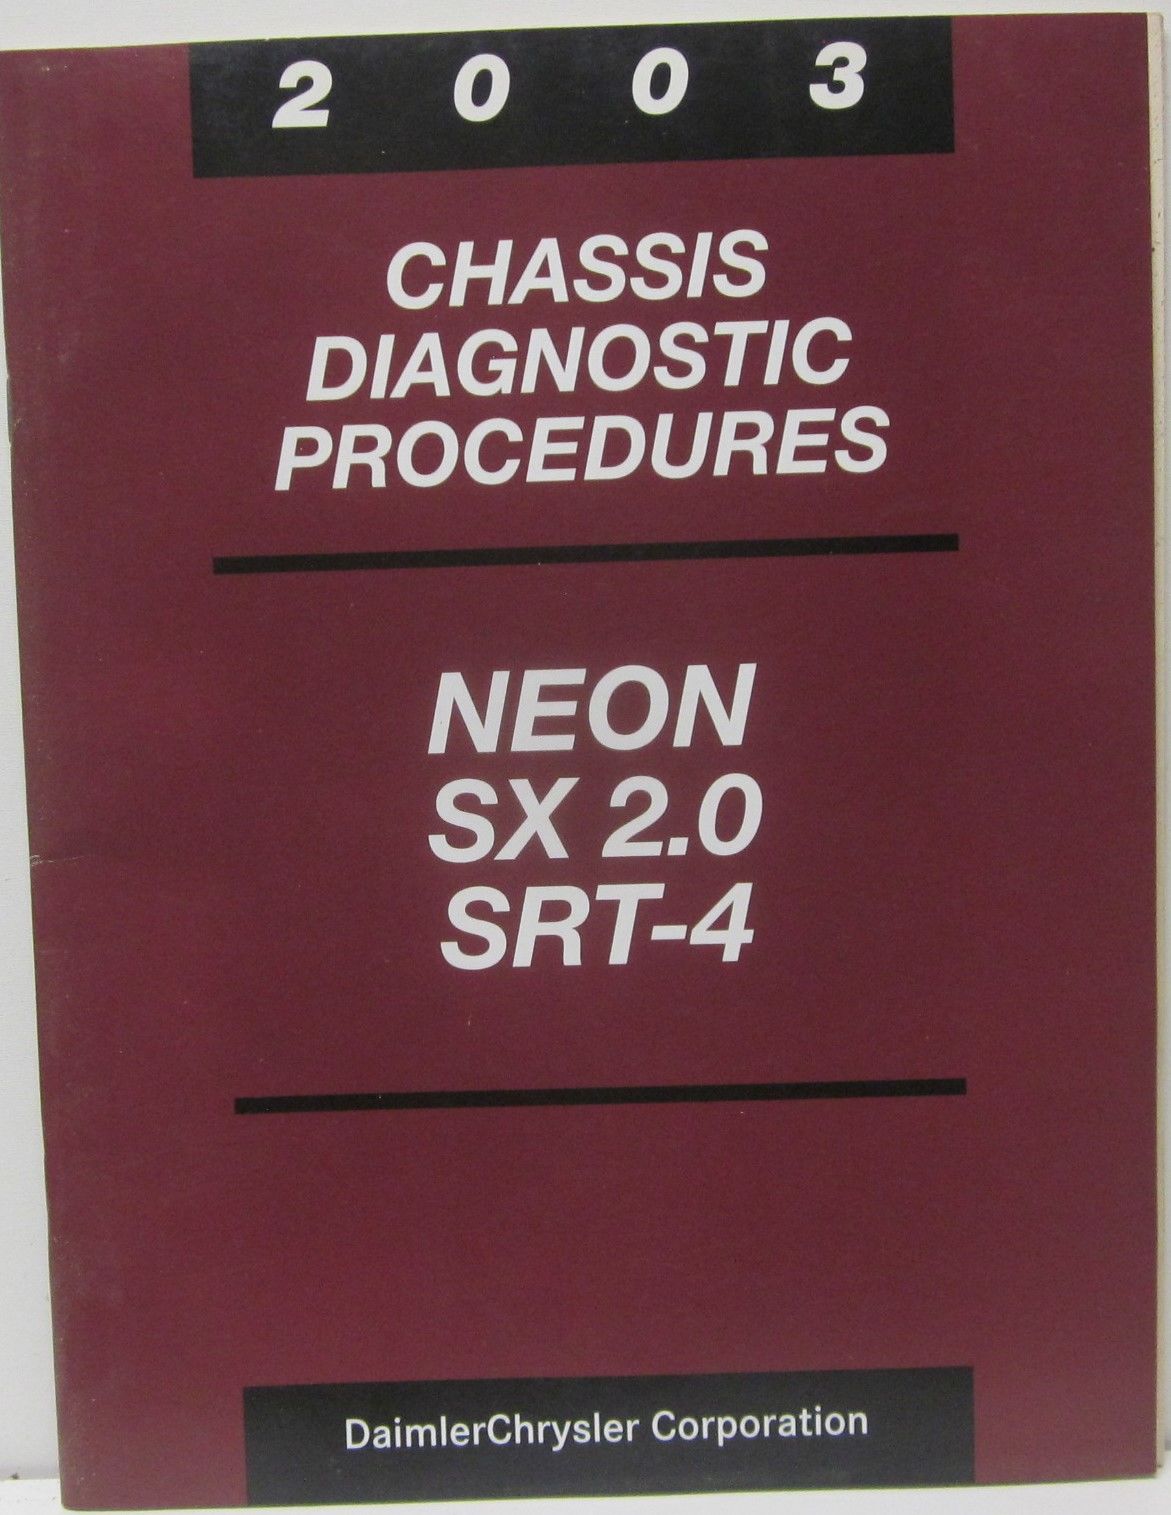 2 0 0 3
CHASSIS
DIAGNOSTIC
PROCEDURES
NEON
SX 2.0
SRT-4
DaimlerChrysler Corporation